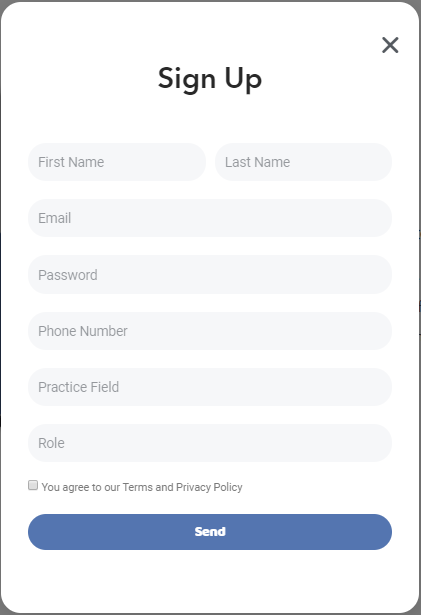 Sign Up
First Name Last Name
Email
Password
Phone Number
Practice Field
Role
You agree to our Terms and Privacy Policy
Send